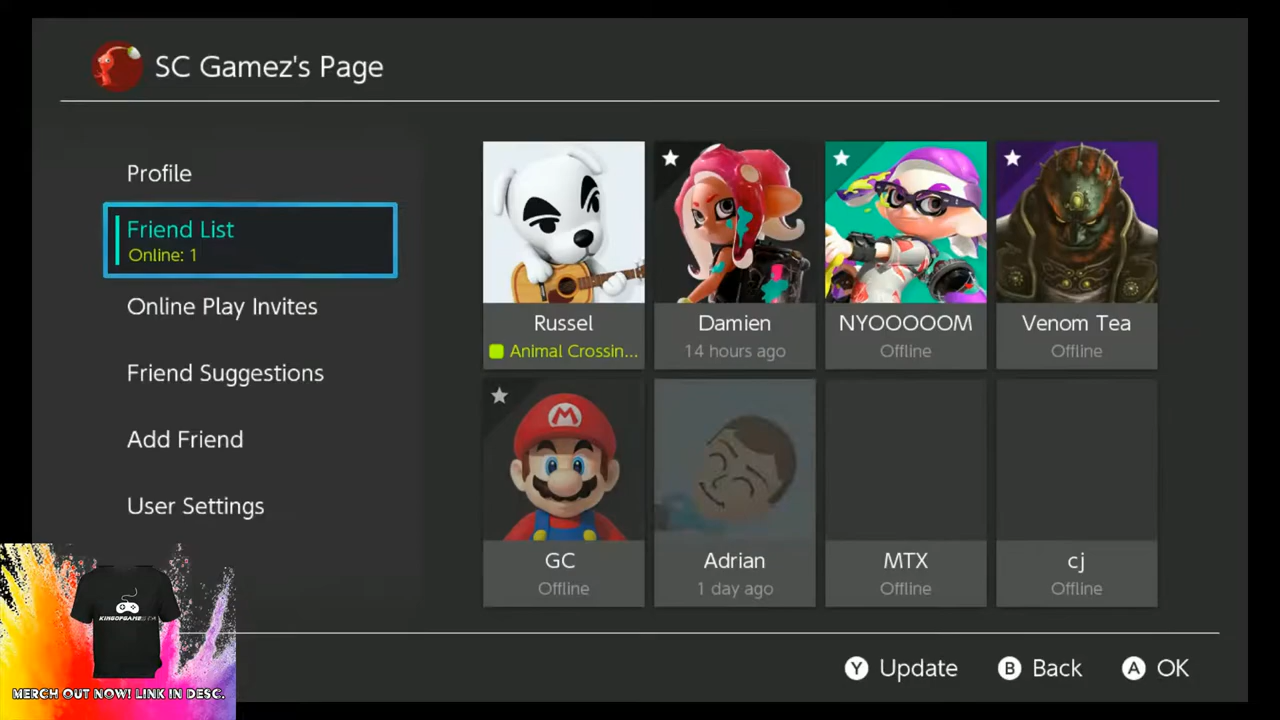 SC Gamez's Page
Profile
Friend List
Online: 1
Online Play Invites
Friend Suggestions
Add Friend
User Settings
Russel
Animal Crossin...
Damien
14 hours ago
NYOOOOOM
Offline
Venom Tea
Offline
M
GC
Offline
Adrian
1 day ago
MTX
Offline
cj
Offline
MERCH OUT NOW! LINK IN DESC.
Y Update
B Back
A OK